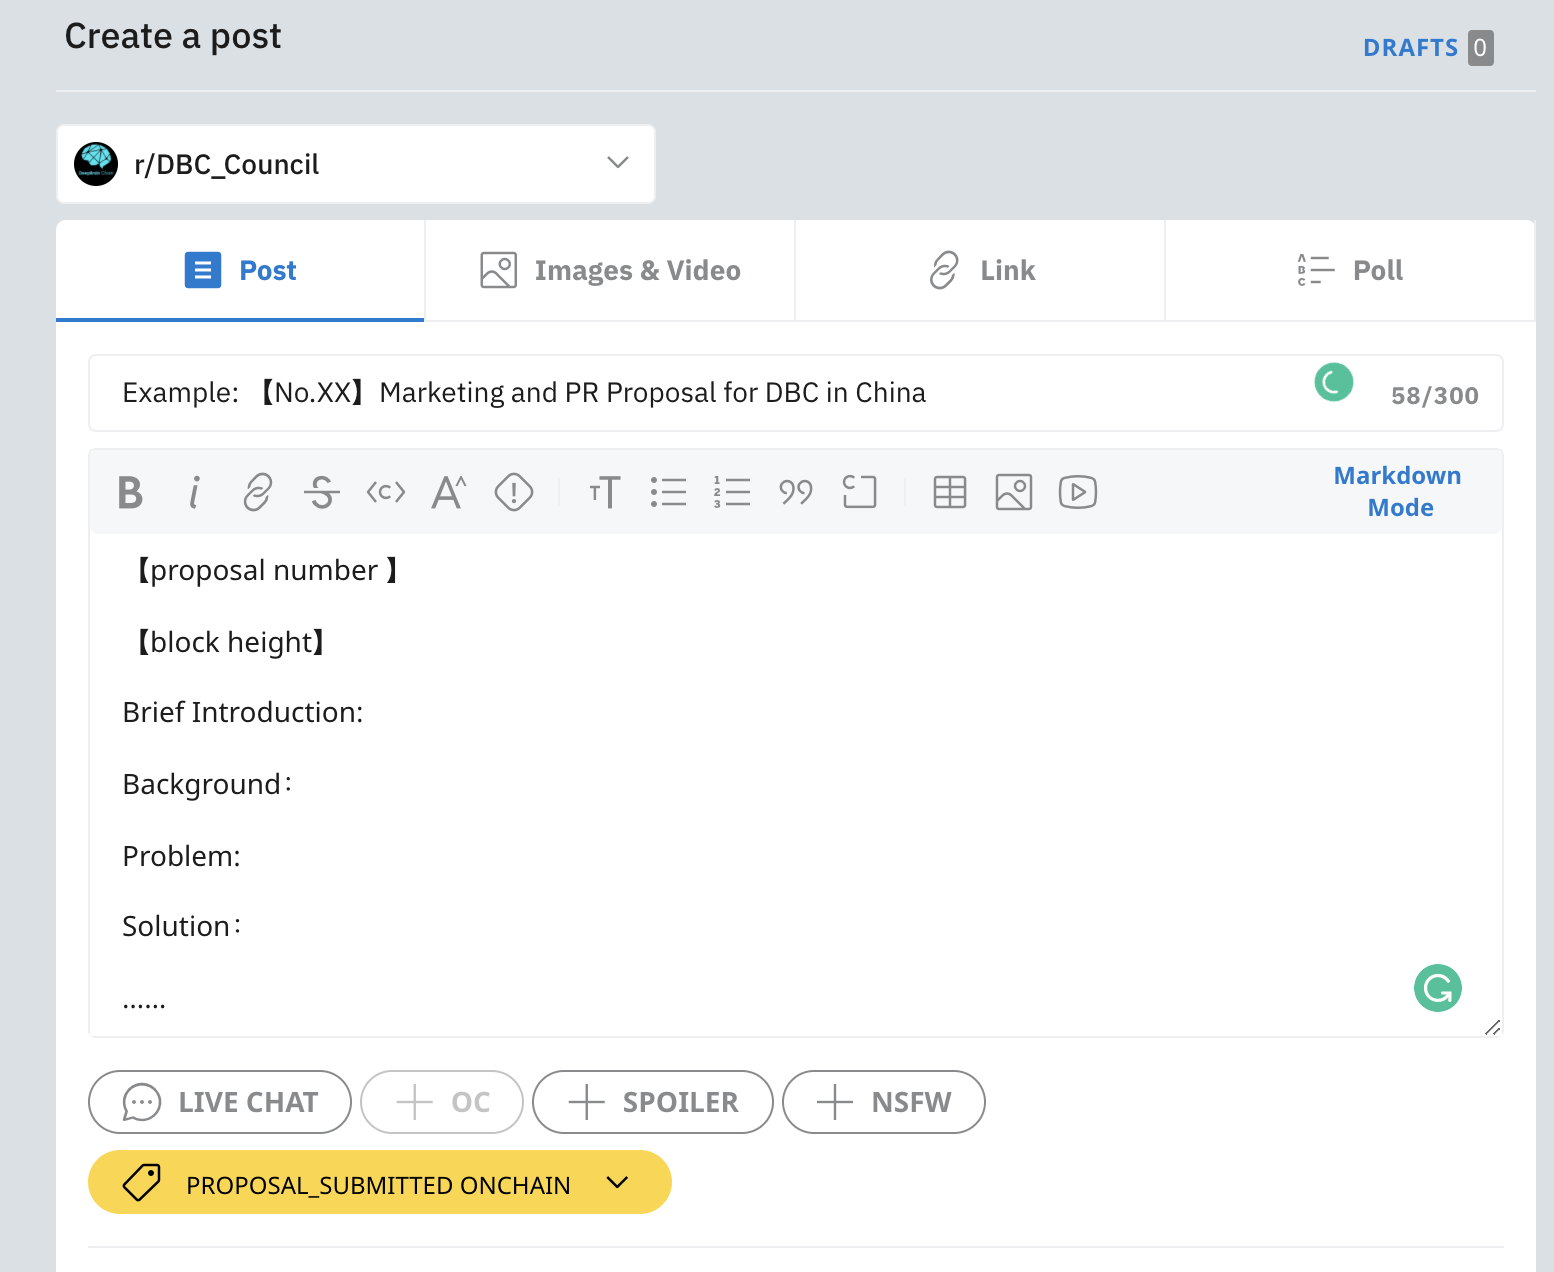 Create a post
DRAFTS 0
r/DBC_Council
Post
Images & Video
Link
Poll
Example: 【No.XX】Marketing and PR Proposal for DBC in China
58/300
Markdown
Mode
【proposal number 】
【block height】
Brief Introduction:
Background：
Problem:
Solution：
......
LIVE CHAT
OC
SPOILER
NSFW
PROPOSAL_SUBMITTED ONCHAIN